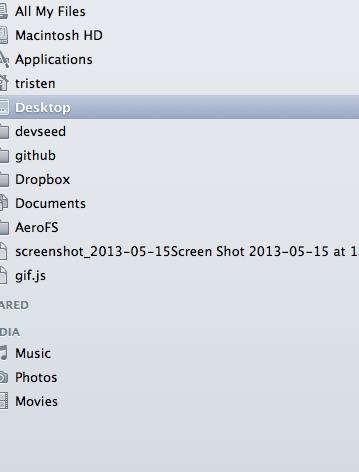 All My Files
Macintosh HD
Applications
tristen
Desktop
devseed
github
Dropbox
Documents
AeroFS
screenshot_2013-05-15Screen Shot 2013-05-15 at 1
gif.js
ARED
DIA
Music
Photos
Movies